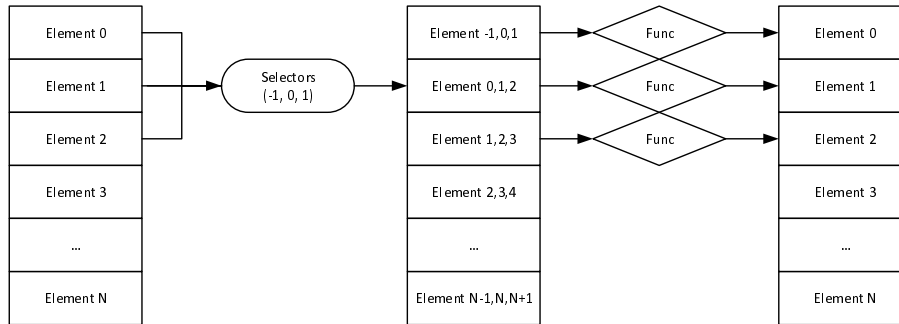 Element 0
Element 1
Element 2
Element 3
...
Element N
Selectors
(-1, 0, 1)
Element -1,0,1
Element 0,1,2
Element 1,2,3
Element 2,3,4
...
Element N-1,N,N+1
Func
Func
Func
Element 0
Element 1
Element 2
Element 3
...
Element N